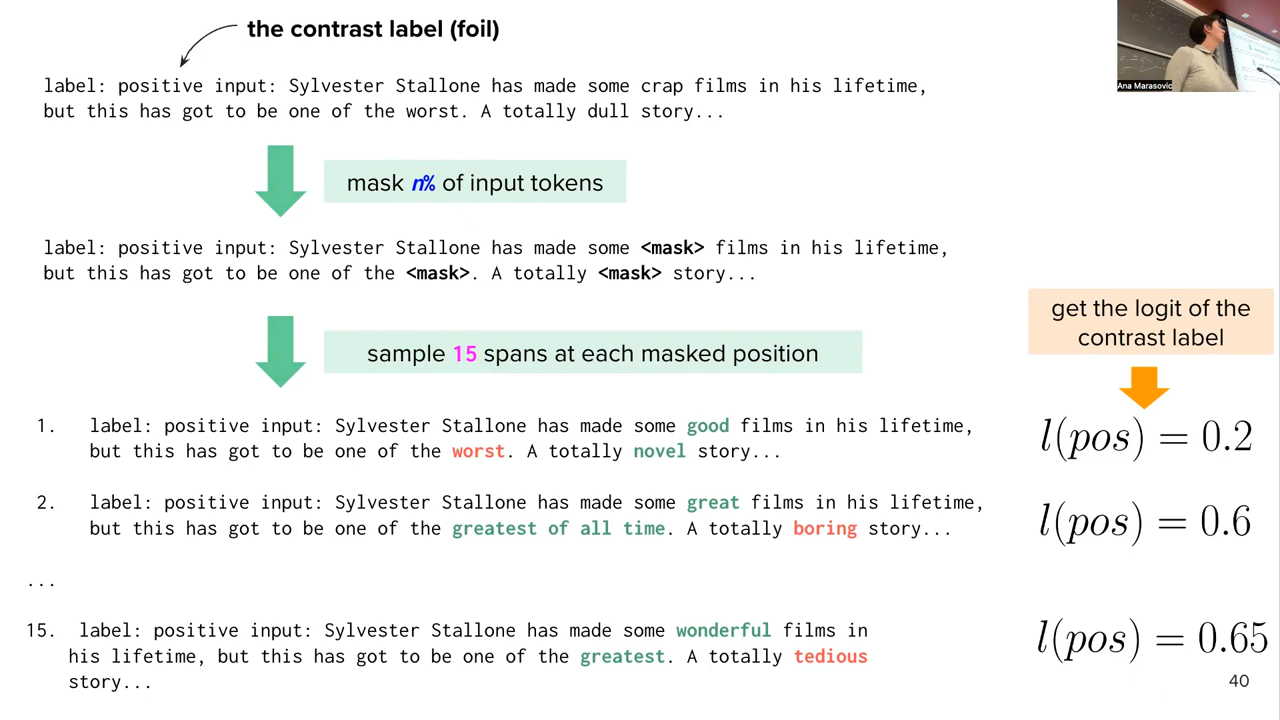 the contrast label (foil)
Ana Marasovic
label: positive input: Sylvester Stallone has made some crap films in his lifetime,
but this has got to be one of the worst. A totally dull story...
mask n% of input tokens
label: positive input: Sylvester Stallone has made some <mask> films in his lifetime,
but this has got to be one of the <mask>. A totally <mask> story...
get the logit of the
contrast label
sample 15 spans at each masked position
1. label: positive input: Sylvester Stallone has made some good films in his lifetime,
but this has got to be one of the worst. A totally novel story...
l(pos) = 0.2
2. label: positive input: Sylvester Stallone has made some great films in his lifetime,
but this has got to be one of the greatest of all time. A totally boring story...
l(pos) = 0.6
...
15. label: positive input: Sylvester Stallone has made some wonderful films in
his lifetime, but this has got to be one of the greatest. A totally tedious
story...
l(pos) = 0.65
40